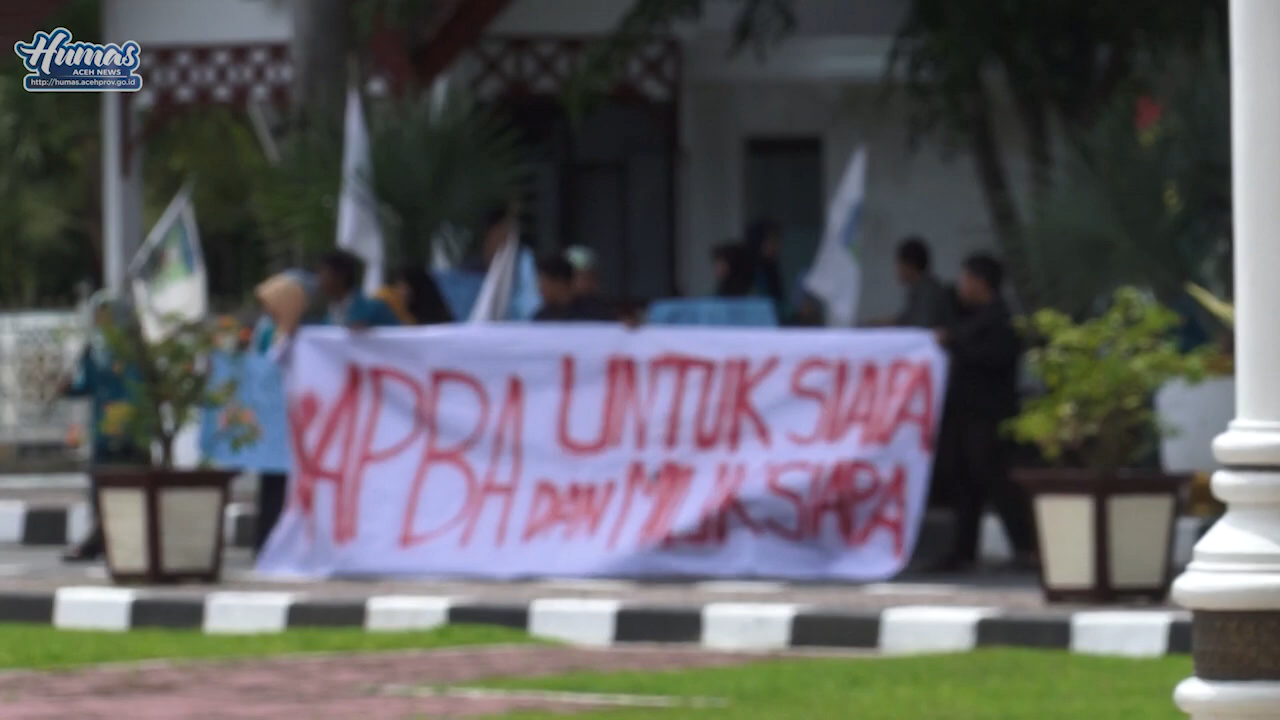 Humas
ACEH NEWS
http://humas.acehprov.go.id
*APBA UNTUK SIAPA
DAN MILIK SIAPA